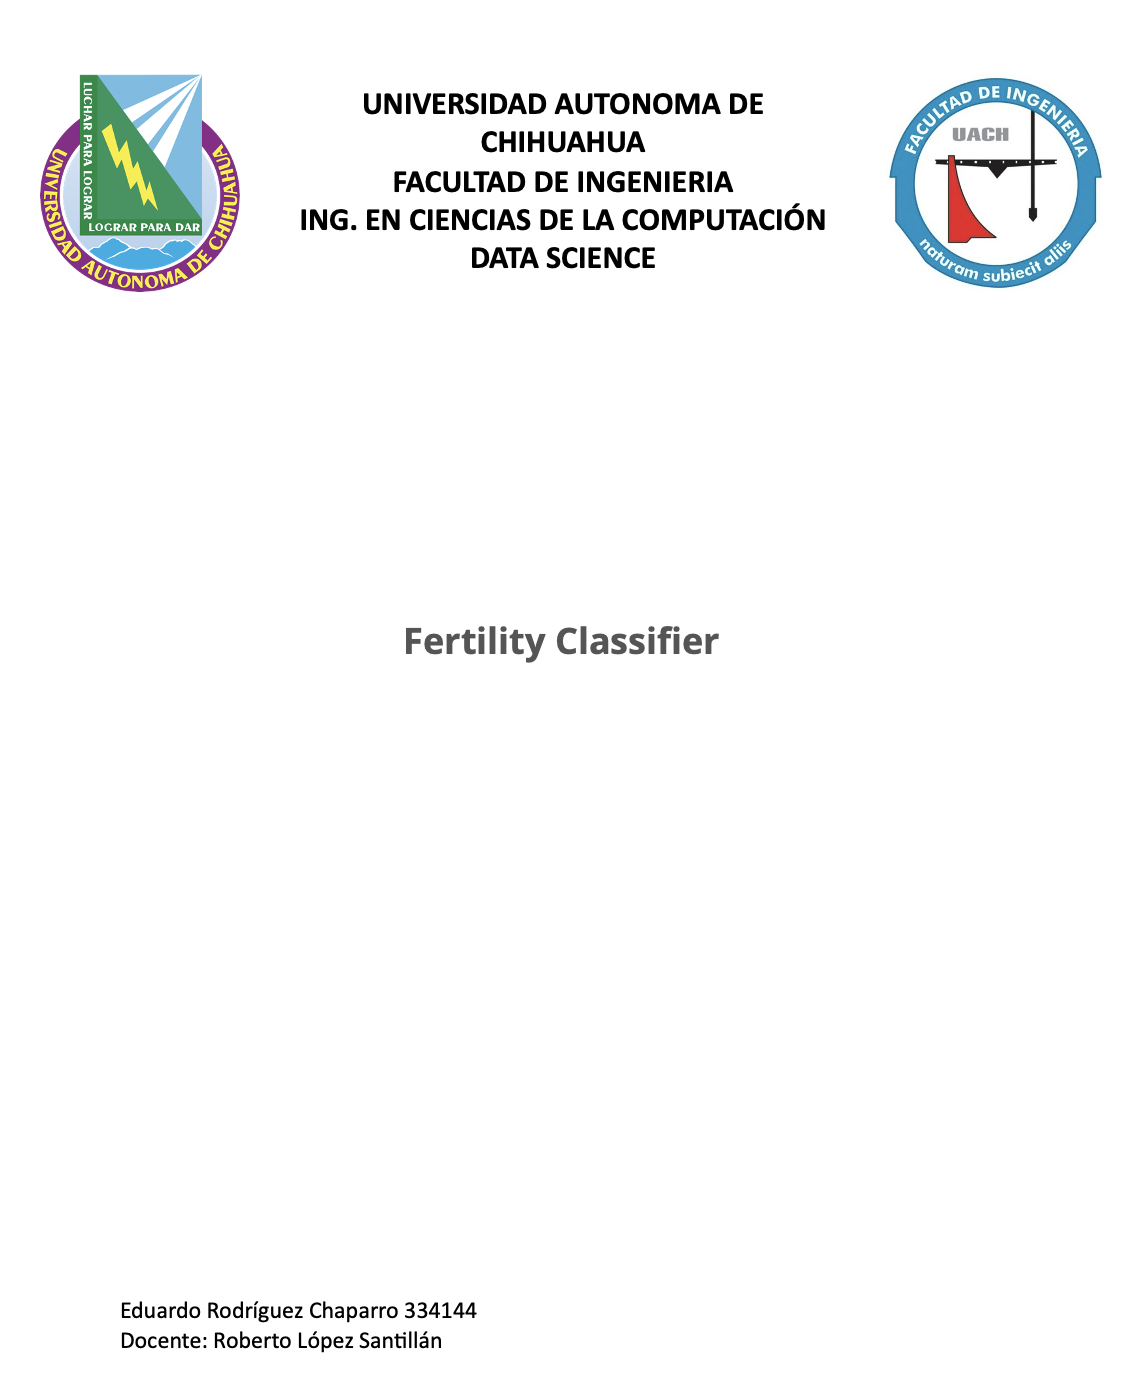 LUCHAR PARA LOGRAR
LOGRAR PARA DAR
UNIVERSIDAD AUTONOMA DE CHIHUAHUA
UNIVERSIDAD AUTONOMA DE
CHIHUAHUA
FACULTAD DE INGENIERIA
ING. EN CIENCIAS DE LA COMPUTACIÓN
DATA SCIENCE
FACULTAD DE INGENIERIA
UACH
naturam subiecit aliis
Fertility Classifier
Eduardo Rodríguez Chaparro 334144
Docente: Roberto López Santillán